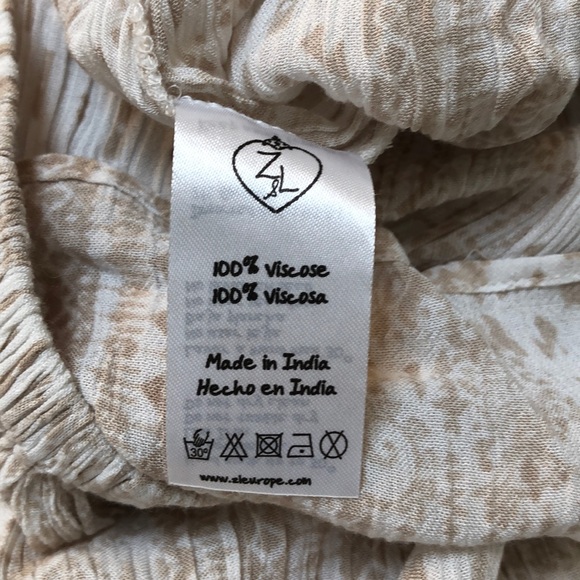 Z&L
100% Viscose
100% Viscosa
Made in India
Hecho en India
30°
www.zleurope.com